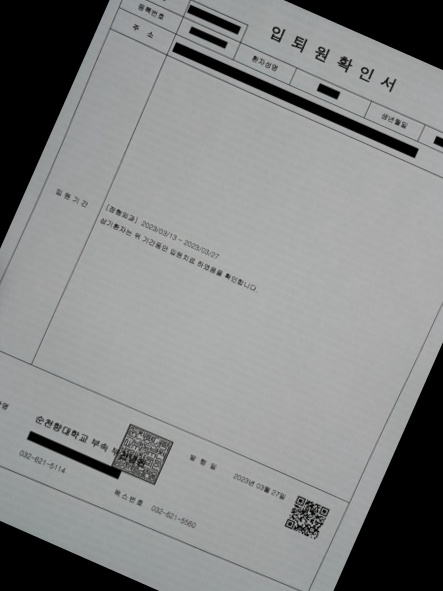 입 퇴 원 확 인 서
등록번호
환자성명
생년월일
주 소
입 원 기 간
[정형외과] 2023/03/13 - 2023/03/27
상기환자는 위 기간동안 입원치료 하였음을 확인합니다.
순천향대학교 부속 부천병원
발 행 일 2023년 03월 27일
032-621-5114
팩스번호 032-621-5560